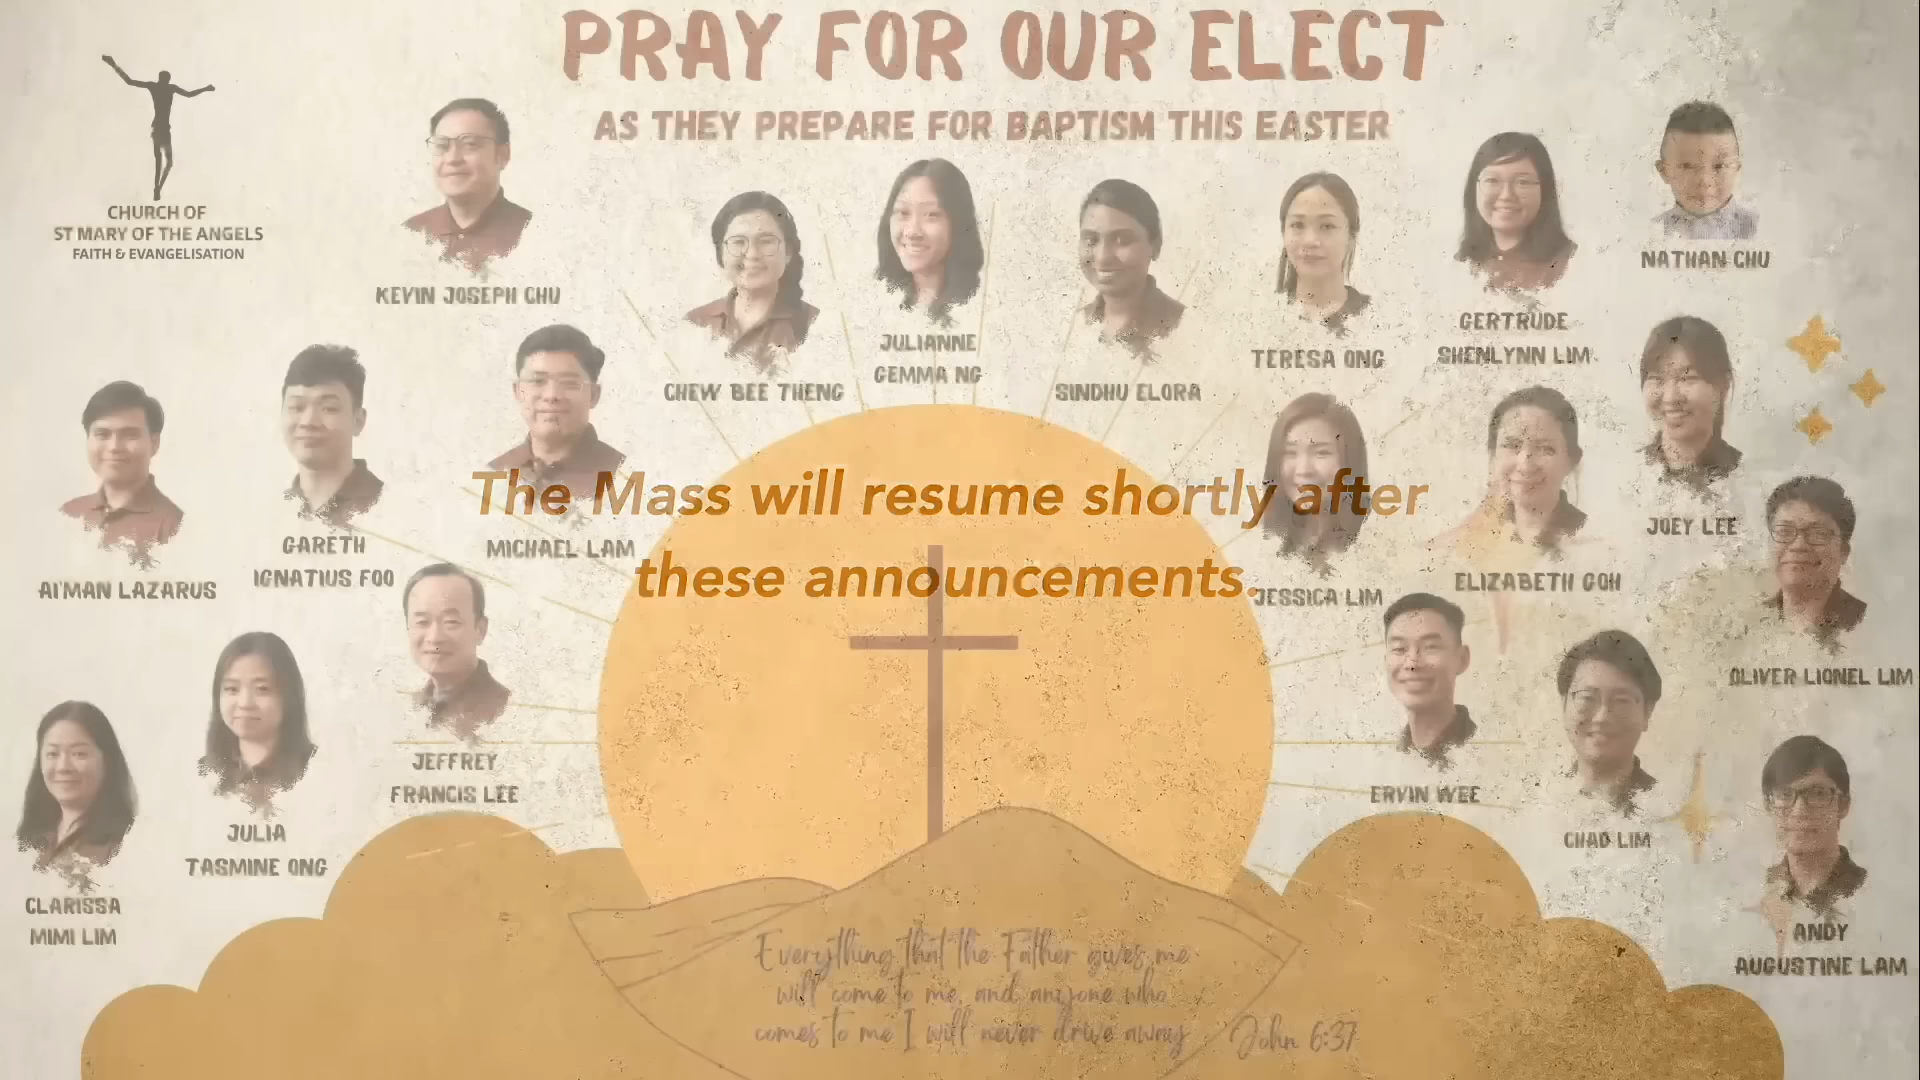 PRAY FOR OUR ELECT
AS THEY PREPARE FOR BAPTISM THIS EASTER
CHURCH OF
ST MARY OF THE ANGELS
FAITH & EVANGELISATION
KEVIN JOSEPH CHU
CHEW BEE THENG
JULIANNE
GEMMA NG
SINDHU ELORA
TERESA ONG
GERTRUDE
SHENLYNN LIM
NATHAN CHU
AI'MAN LAZARUS
GARETH
IGNATIUS FOO
MICHAEL LAM
The Mass will resume shortly after
these announcements.
JESSICA LIM
ELIZABETH GOH
JOEY LEE
OLIVER LIONEL LIM
CLARISSA
MIMI LIM
JULIA
TASMINE ONG
JEFFREY
FRANCIS LEE
ERVIN WEE
CHAD LIM
ANDY
AUGUSTINE LAM
Everything that the Father gives me
will come to me, and anyone who
comes to me I will never drive away
John 6:37